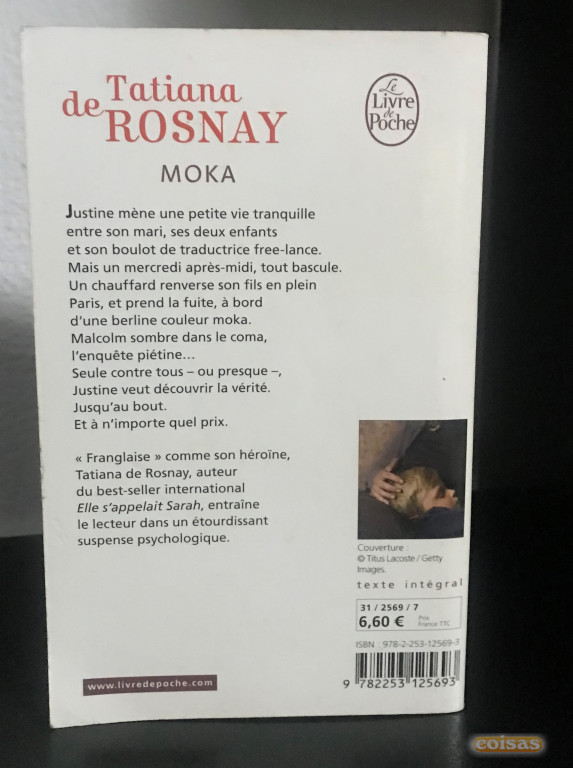 Tatiana
de ROSNAY
Le
Livre
de
Poche
MOKA
Justine mène une petite vie tranquille
entre son mari, ses deux enfants
et son boulot de traductrice free-lance.
Mais un mercredi après-midi, tout bascule.
Un chauffard renverse son fils en plein
Paris, et prend la fuite, à bord
d’une berline couleur moka.
Malcolm sombre dans le coma,
l’enquête piétine…
Seule contre tous – ou presque –,
Justine veut découvrir la vérité.
Jusqu’au bout.
Et à n’importe quel prix.
« Franglaise » comme son héroïne,
Tatiana de Rosnay, auteur
du best-seller international
Elle s’appelait Sarah, entraîne
le lecteur dans un étourdissant
suspense psychologique.
Couverture :
© Titus Lacoste / Getty
Images.
texte intégral
31 / 2569 / 7
6,60 €
Prix
France TTC
ISBN : 978-2-253-12569-3
9 782253 125693
www.livredepoche.com
coisas